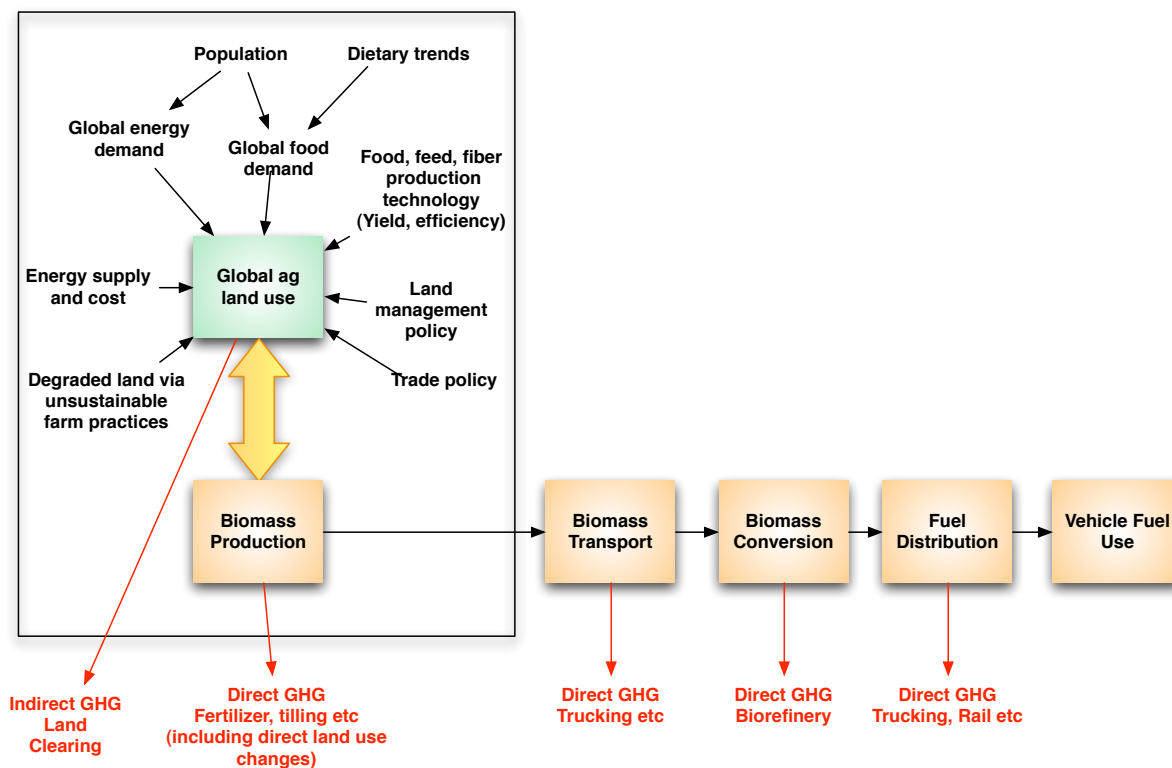 Population
Dietary trends
Global energy
demand
Global food
demand
Food, feed, fiber
production
technology
(Yield, efficiency)
Energy supply
and cost
Global ag
land use
Land
management
policy
Degraded land via
unsustainable
farm practices
Trade policy
Biomass
Production
Biomass
Transport
Biomass
Conversion
Fuel
Distribution
Vehicle Fuel
Use
Indirect GHG
Land
Clearing
Direct GHG
Fertilizer, tilling etc
(including direct land use
changes)
Direct GHG
Trucking etc
Direct GHG
Biorefinery
Direct GHG
Trucking, Rail etc